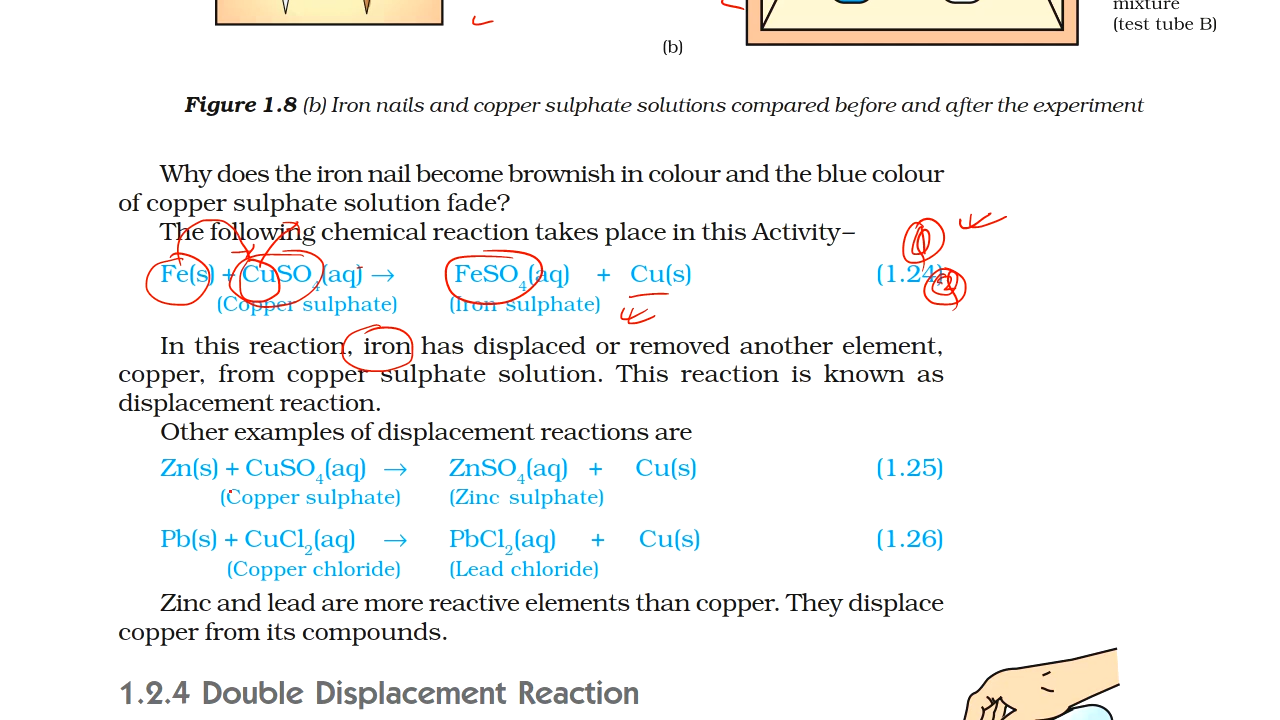 mixture
(test tube B)
(b)
Figure 1.8 (b) Iron nails and copper sulphate solutions compared before and after the experiment
Why does the iron nail become brownish in colour and the blue colour
of copper sulphate solution fade?
The following chemical reaction takes place in this Activity–
Fe(s) + CuSO₄(aq) → FeSO₄(aq) + Cu(s) (1.24)
(Copper sulphate) (Iron sulphate)
In this reaction, iron has displaced or removed another element,
copper, from copper sulphate solution. This reaction is known as
displacement reaction.
Other examples of displacement reactions are
Zn(s) + CuSO₄(aq) → ZnSO₄(aq) + Cu(s) (1.25)
(Copper sulphate) (Zinc sulphate)
Pb(s) + CuCl₂(aq) → PbCl₂(aq) + Cu(s) (1.26)
(Copper chloride) (Lead chloride)
Zinc and lead are more reactive elements than copper. They displace
copper from its compounds.
1.2.4 Double Displacement Reaction